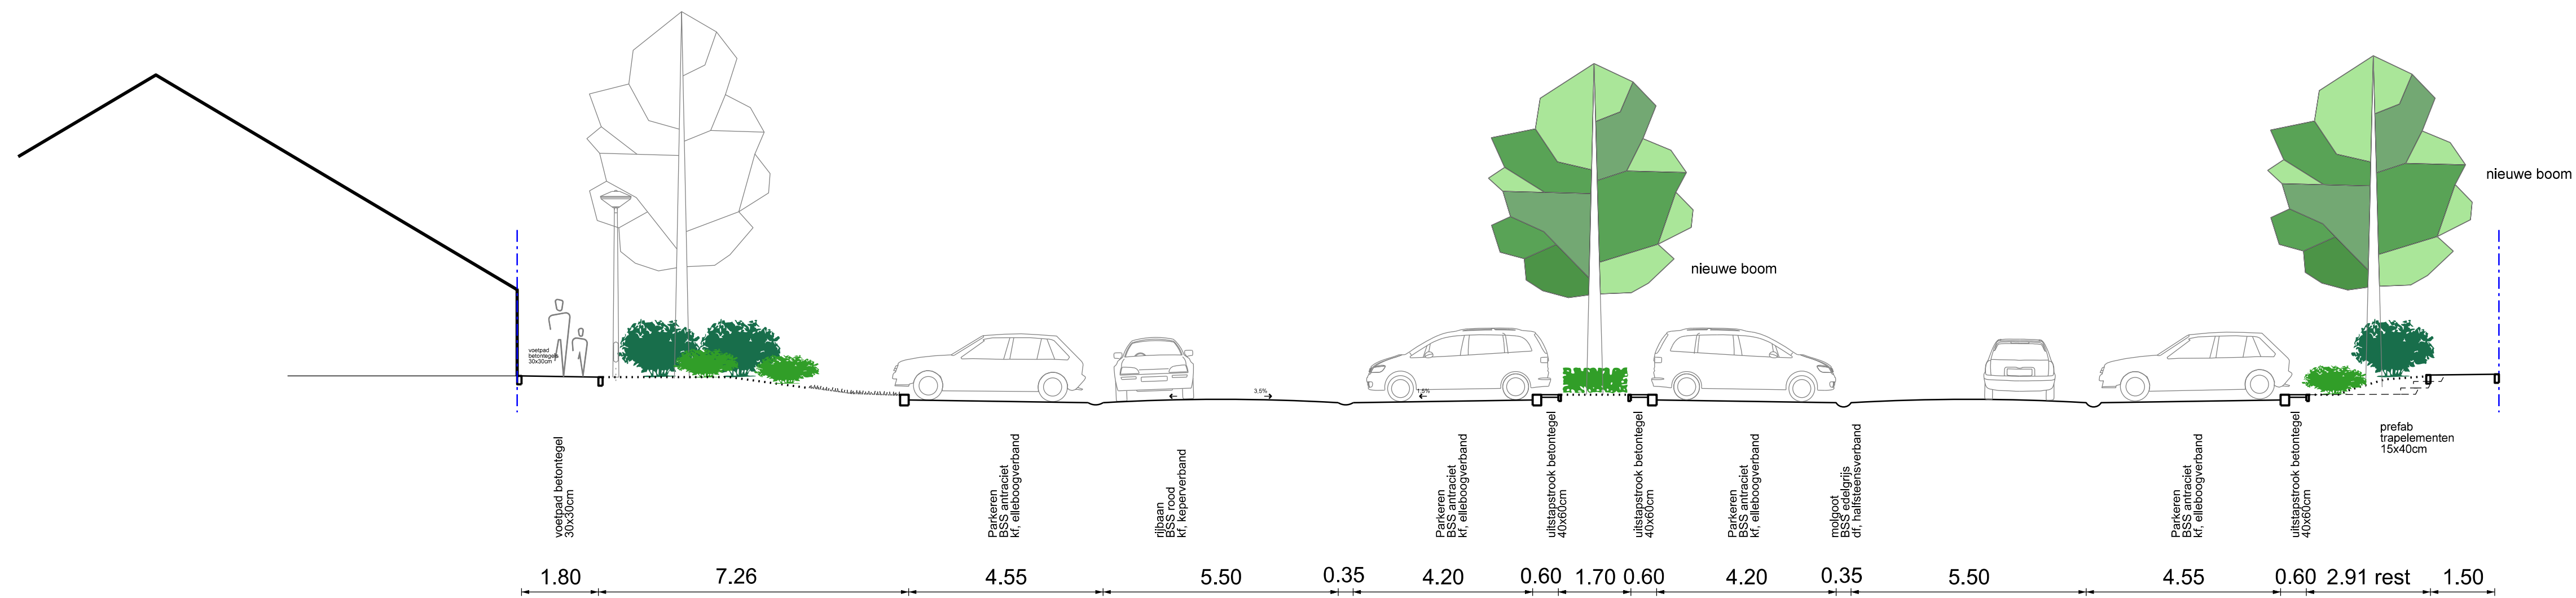 nieuwe boom
nieuwe boom
voetpad
betontegels
30x30cm
3,5%
1,5%
prefab
trapelementen
15x40cm
voetpad betontegel
30x30cm
Parkeren
BSS antraciet
kf, elleboogverband
rijbaan
BSS rood
kf, keperverband
Parkeren
BSS antraciet
kf, elleboogverband
uitstapstrook betontegel
40x60cm
uitstapstrook betontegel
40x60cm
Parkeren
BSS antraciet
kf, elleboogverband
molgoot
BSS edelgrijs
df, halfsteensverband
Parkeren
BSS antraciet
kf, elleboogverband
uitstapstrook betontegel
40x60cm
1.80 7.26 4.55 5.50 0.35 4.20 0.60 1.70 0.60 4.20 0.35 5.50 4.55 0.60 2.91 rest 1.50